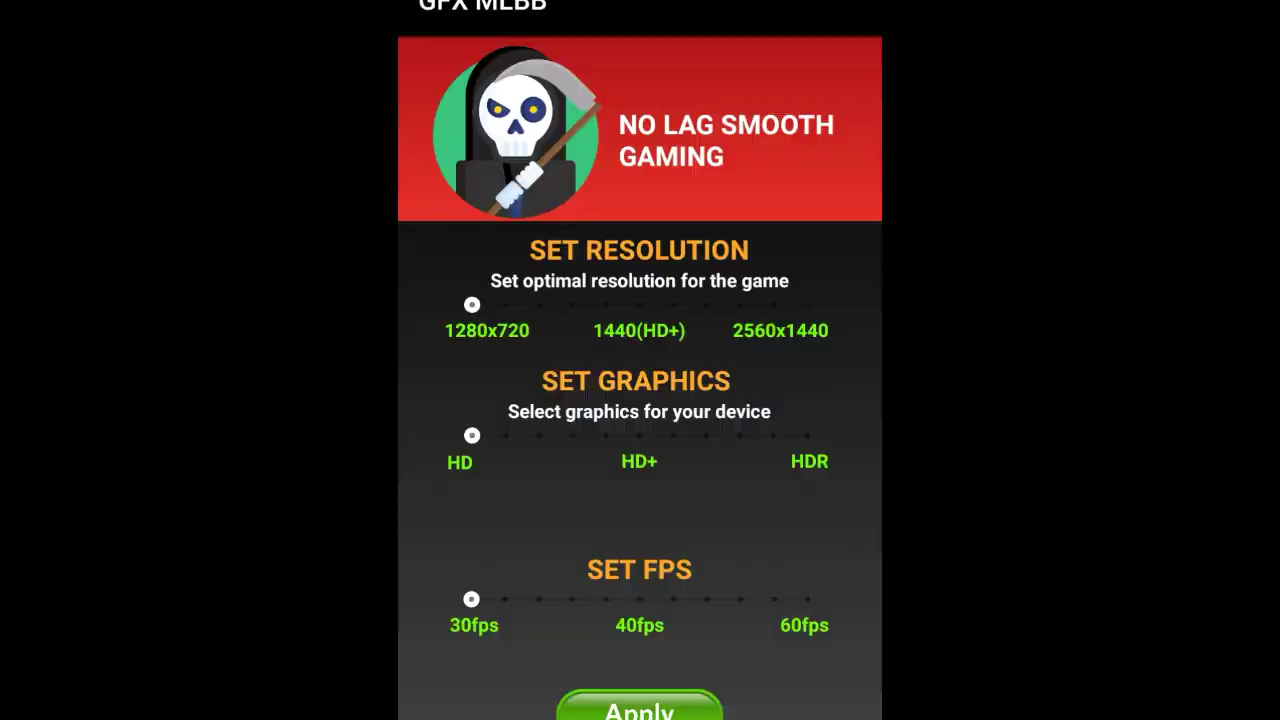 GFX MLBB
NO LAG SMOOTH
GAMING
SET RESOLUTION
Set optimal resolution for the game
1280x720 1440(HD+) 2560x1440
SET GRAPHICS
Select graphics for your device
HD HD+ HDR
SET FPS
30fps 40fps 60fps
Apply